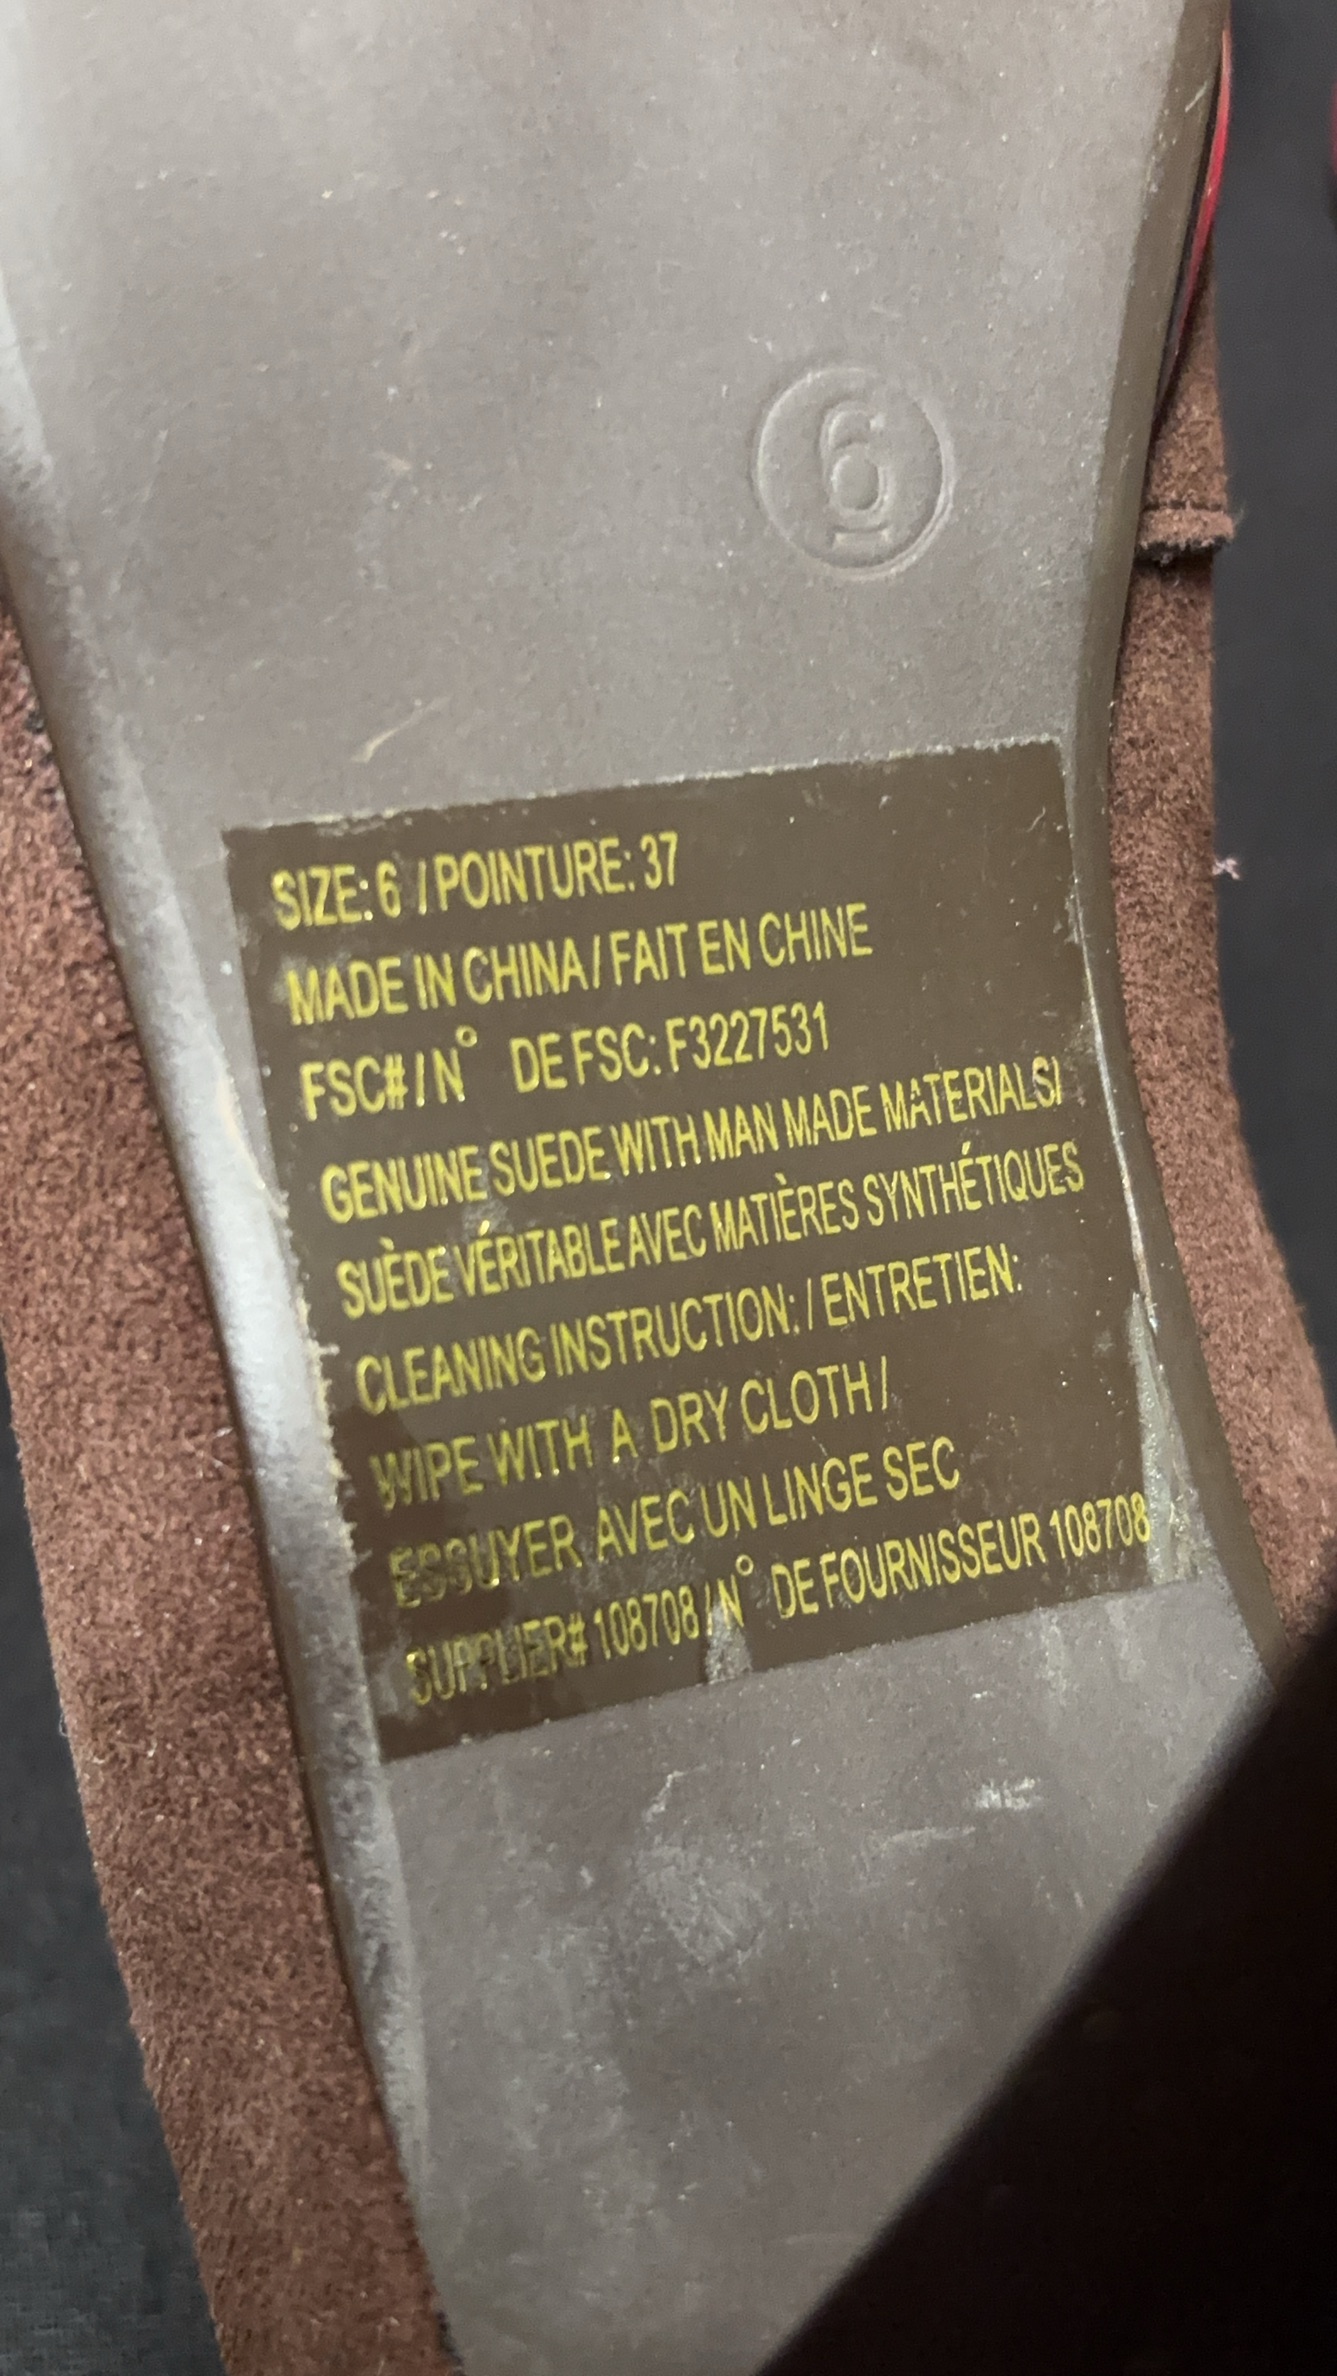 6
SIZE: 6 / POINTURE: 37
MADE IN CHINA / FAIT EN CHINE
FSC# / N° DE FSC: F3227531
GENUINE SUEDE WITH MAN MADE MATERIALS/
SUÈDE VÉRITABLE AVEC MATIÈRES SYNTHÉTIQUES
CLEANING INSTRUCTION: / ENTRETIEN:
WIPE WITH A DRY CLOTH /
ESSUYER AVEC UN LINGE SEC
SUPPLIER# 108708 / N° DE FOURNISSEUR 108708